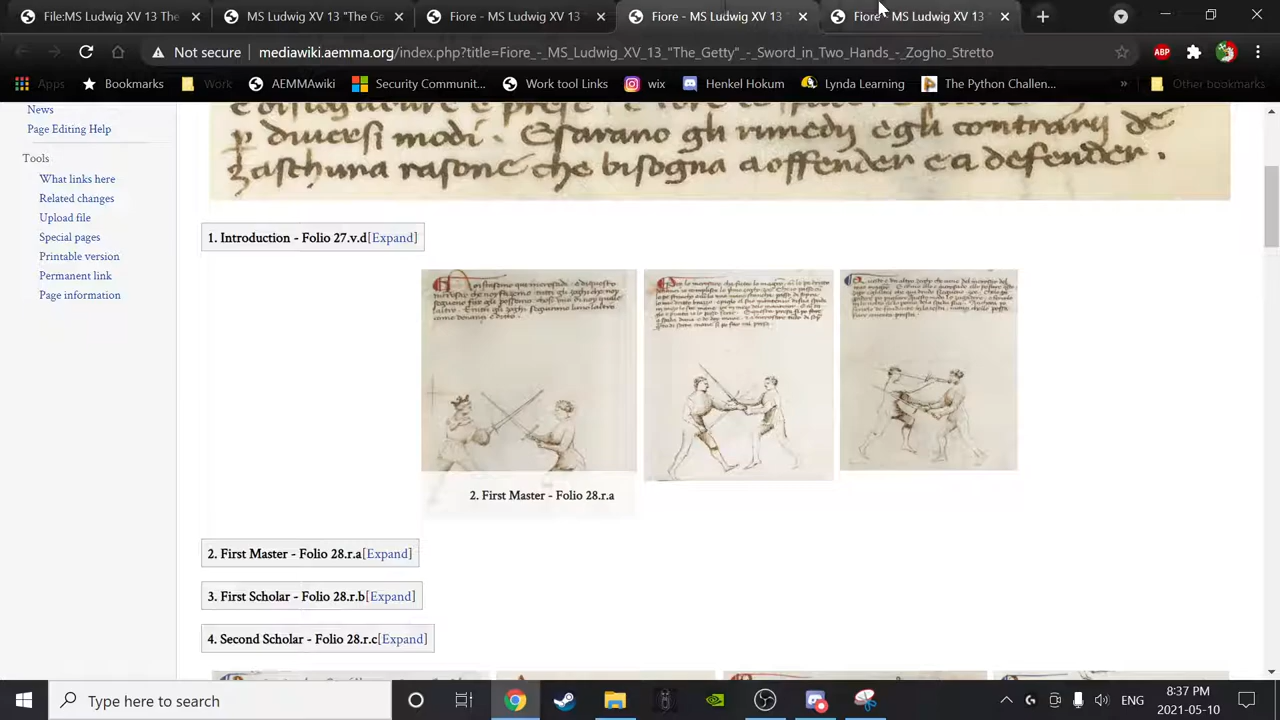 File:MS Ludwig XV 13 The
MS Ludwig XV 13 "The Ge
Fiore - MS Ludwig XV 13
Fiore - MS Ludwig XV 13
Fiore - MS Ludwig XV 13
Not secure
mediawiki.aemma.org/index.php?title=Fiore_-_MS_Ludwig_XV_13_"The_Getty"_-_Sword_in_Two_Hands_-_Zogho_Stretto
ABP
Apps
Bookmarks
Work
AEMMAwiki
Security Community...
Work tool Links
wix
Henkel Hokum
Lynda Learning
The Python Challen...
»
Other bookmarks
News
Page Editing Help
Tools
What links here
Related changes
Upload file
Special pages
Printable version
Permanent link
Page information
p diuersi modi. E sarano gli rimedij e gli contrarij de
zaschuna rasone che bisogna a offender e a defender.
1. Introduction - Folio 27.v.d[Expand]
2. First Master - Folio 28.r.a
2. First Master - Folio 28.r.a[Expand]
3. First Scholar - Folio 28.r.b[Expand]
4. Second Scholar - Folio 28.r.c[Expand]
Type here to search
ENG
8:37 PM
2021-05-10